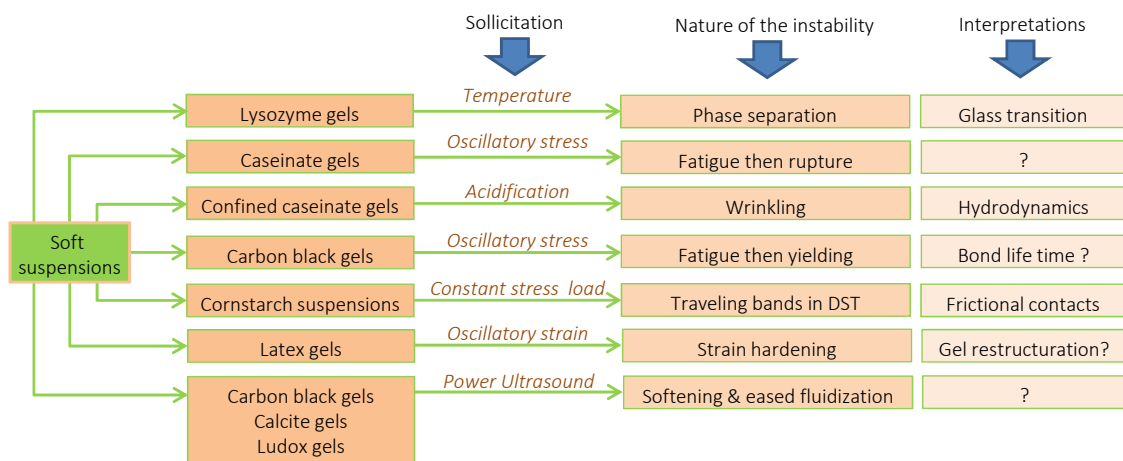 Sollicitation
Nature of the instability
Interpretations
Soft
suspensions
Lysozyme gels
Temperature
Phase separation
Glass transition
Caseinate gels
Oscillatory stress
Fatigue then rupture
?
Confined caseinate gels
Acidification
Wrinkling
Hydrodynamics
Carbon black gels
Oscillatory stress
Fatigue then yielding
Bond life time ?
Cornstarch suspensions
Constant stress load
Traveling bands in DST
Frictional contacts
Latex gels
Oscillatory strain
Strain hardening
Gel restructuration?
Carbon black gels
Calcite gels
Ludox gels
Power Ultrasound
Softening & eased fluidization
?